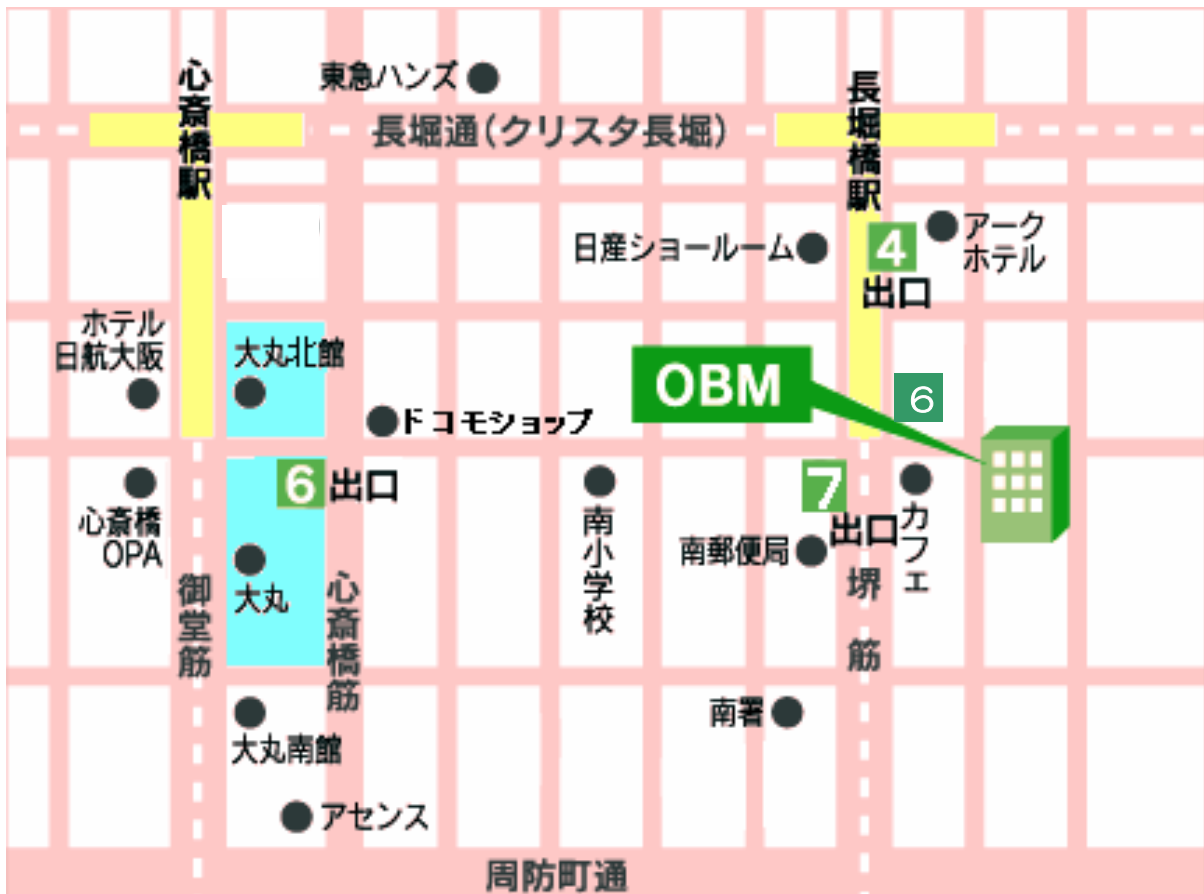 心斎橋駅
東急ハンズ
長堀通(クリスタ長堀)
長堀橋駅
日産ショールーム
4
出口
アーク
ホテル
ホテル
日航大阪
大丸北館
ドコモショップ
OBM
6
心斎橋
OPA
6
出口
大丸
御堂筋
心斎橋筋
南小学校
7
出口
南郵便局
カフェ
堺筋
大丸南館
南署
アセンス
周防町通